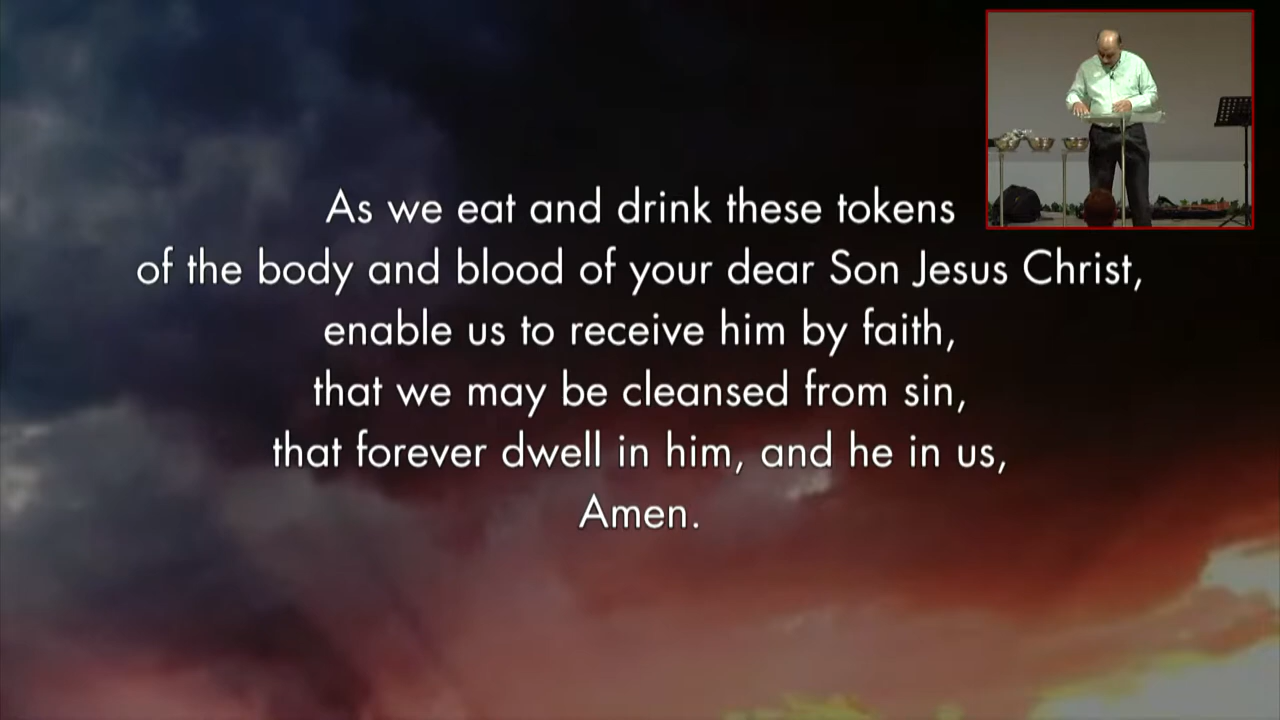 As we eat and drink these tokens
of the body and blood of your dear Son Jesus Christ,
enable us to receive him by faith,
that we may be cleansed from sin,
that forever dwell in him, and he in us,
Amen.